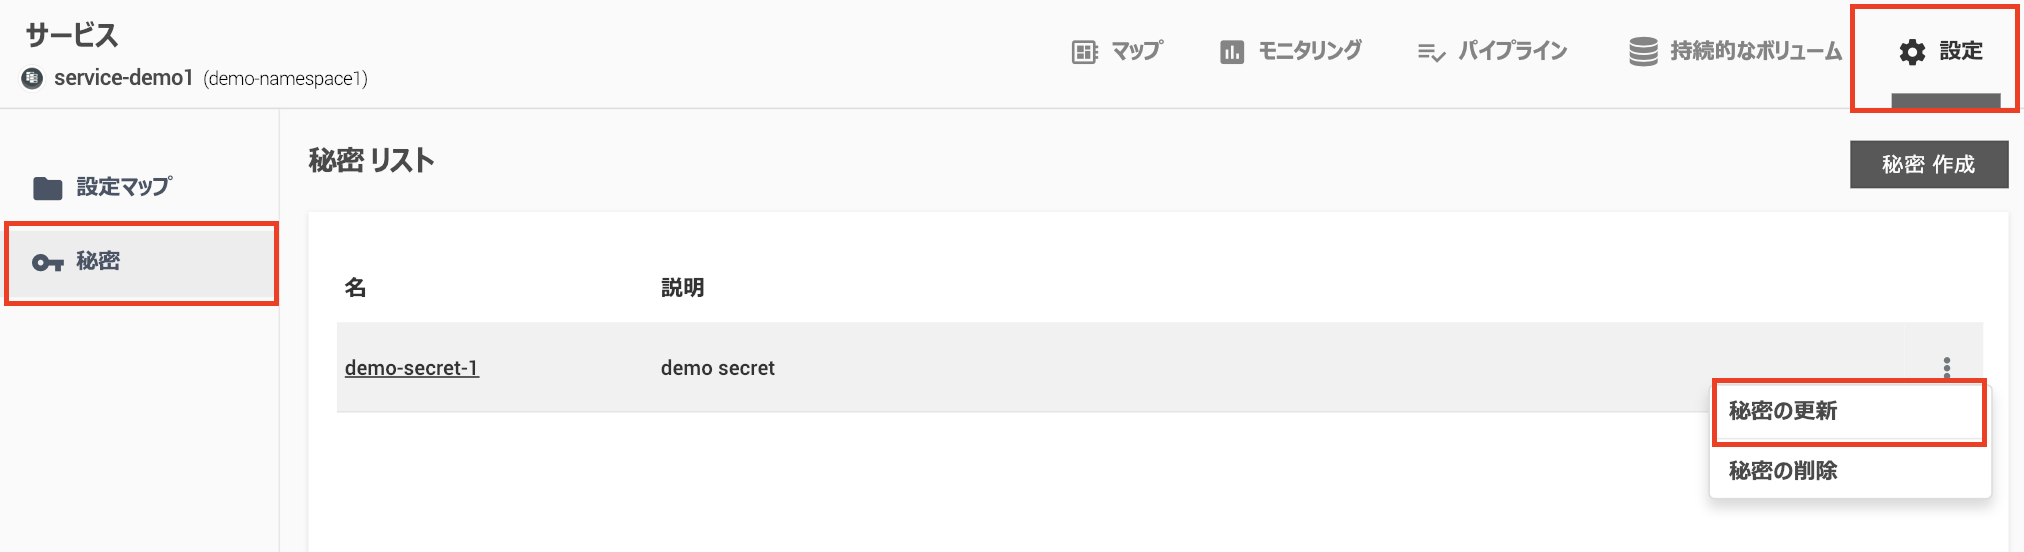 サービス
service-demo1 (demo-namespace1)
マップ
モニタリング
パイプライン
持続的なボリューム
設定
設定マップ
秘密
秘密 リスト
秘密 作成
名 説明
demo-secret-1 demo secret
秘密の更新
秘密の削除